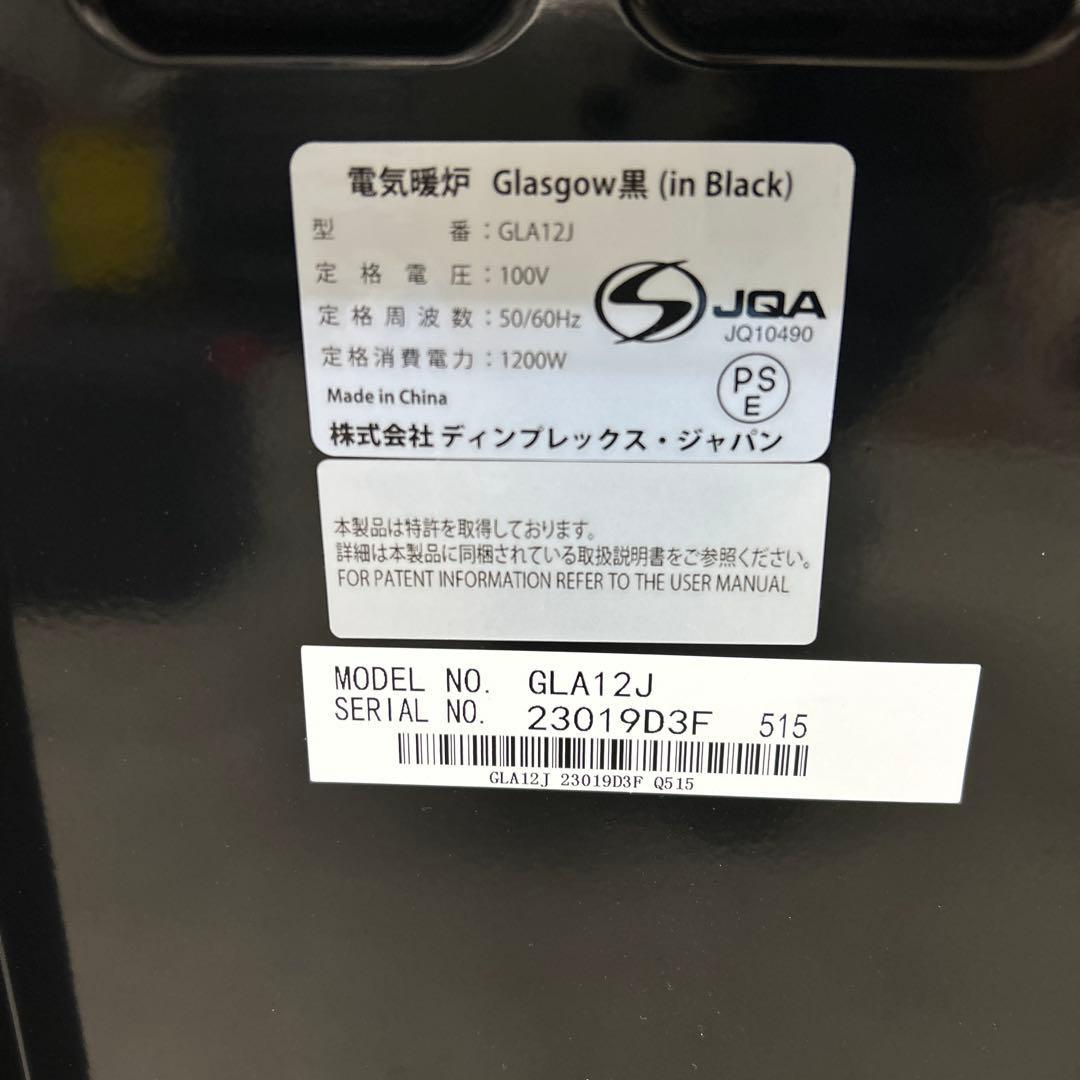 電気暖炉 Glasgow黒 (in Black)
型番：GLA12J
定格電圧：100V
定格周波数：50/60Hz
定格消費電力：1200W
JQA
JQ10490
Made in China
PS
E
株式会社 ディンプレックス・ジャパン
本製品は特許を取得しております。
詳細は本製品に同梱されている取扱説明書をご参照ください。
FOR PATENT INFORMATION REFER TO THE USER MANUAL
MODEL NO. GLA12J
SERIAL NO. 23019D3F 515
GLA12J 23019D3F Q515